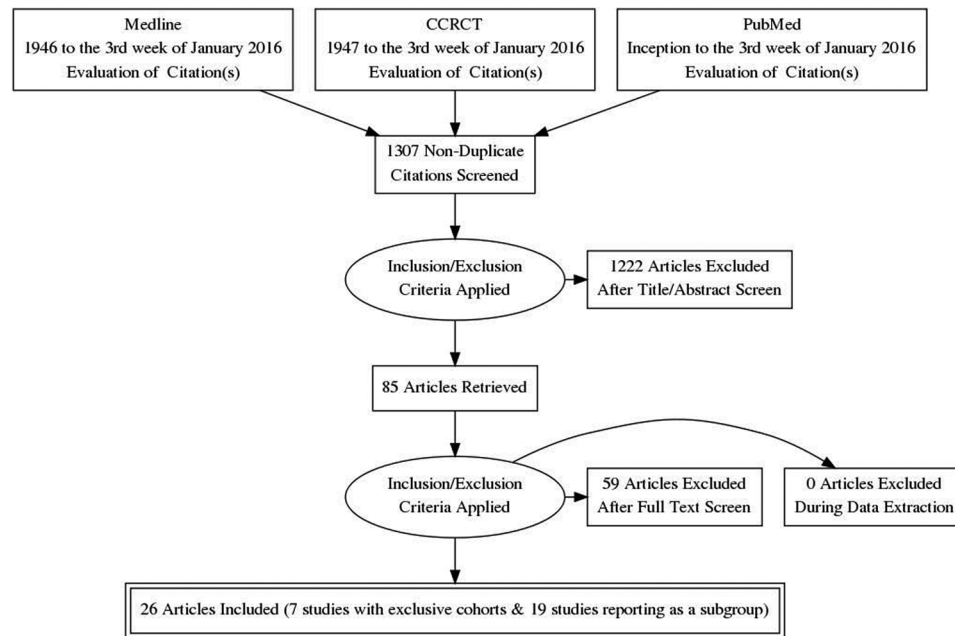 Medline
1946 to the 3rd week of January 2016
Evaluation of Citation(s)
CCRCT
1947 to the 3rd week of January 2016
Evaluation of Citation(s)
PubMed
Inception to the 3rd week of January 2016
Evaluation of Citation(s)
1307 Non-Duplicate
Citations Screened
Inclusion/Exclusion
Criteria Applied
1222 Articles Excluded
After Title/Abstract Screen
85 Articles Retrieved
Inclusion/Exclusion
Criteria Applied
59 Articles Excluded
After Full Text Screen
0 Articles Excluded
During Data Extraction
26 Articles Included (7 studies with exclusive cohorts & 19 studies reporting as a subgroup)